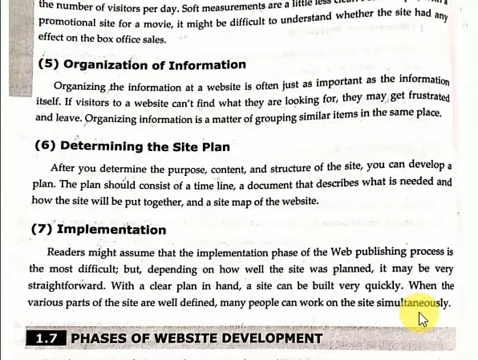 the number of visitors per day. Soft measurements are a little less
promotional site for a movie, it might be difficult to understand whether the site had any
effect on the box office sales.
(5) Organization of Information
Organizing the information at a website is often just as important as the information
itself. If visitors to a website can't find what they are looking for, they may get frustrated
and leave. Organizing information is a matter of grouping similar items in the same place.
(6) Determining the Site Plan
After you determine the purpose, content, and structure of the site, you can develop a
plan. The plan should consist of a time line, a document that describes what is needed and
how the site will be put together, and a site map of the website.
(7) Implementation
Readers might assume that the implementation phase of the Web publishing process is
the most difficult; but, depending on how well the site was planned, it may be very
straightforward. With a clear plan in hand, a site can be built very quickly. When the
various parts of the site are well defined, many people can work on the site simultaneously.
1.7 PHASES OF WEBSITE DEVELOPMENT